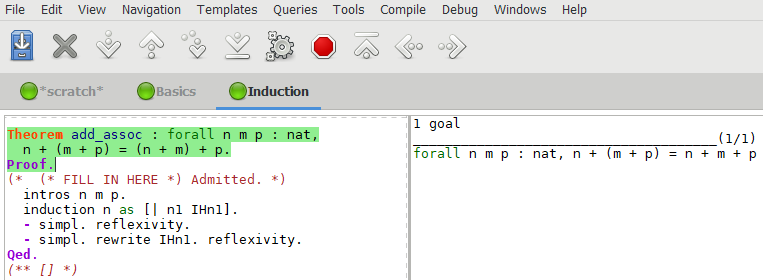 File Edit View Navigation Templates Queries Tools Compile Debug Windows Help
*scratch* Basics Induction
Theorem add_assoc : forall n m p : nat,
  n + (m + p) = (n + m) + p.
Proof.
(*  (* FILL IN HERE *) Admitted. *)
  intros n m p.
  induction n as [| n1 IHn1].
  - simpl. reflexivity.
  - simpl. rewrite IHn1. reflexivity.
Qed.
(** [] *)
1 goal
______________________________________(1/1)
forall n m p : nat, n + (m + p) = n + m + p